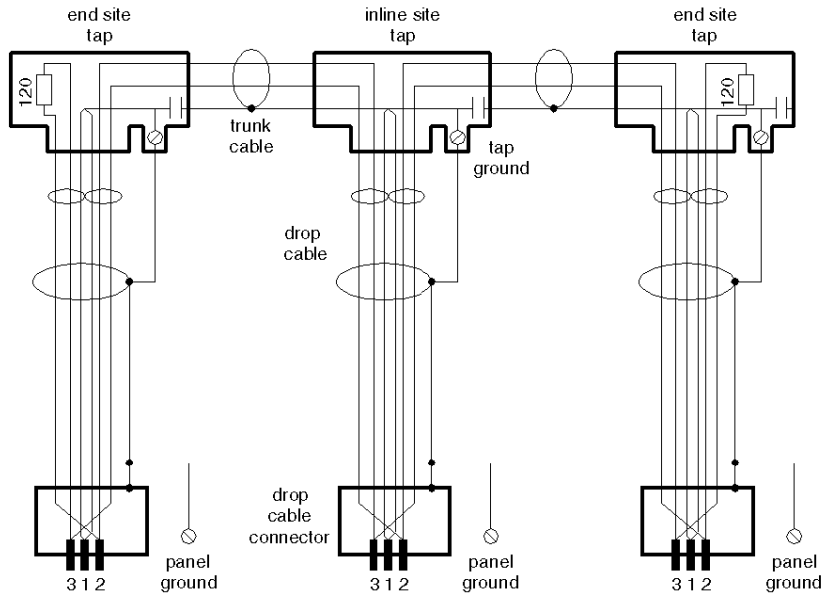 end site
tap
inline site
tap
end site
tap
120
120
trunk
cable
tap
ground
drop
cable
drop
cable
connector
panel
ground
panel
ground
panel
ground
3 1 2
3 1 2
3 1 2